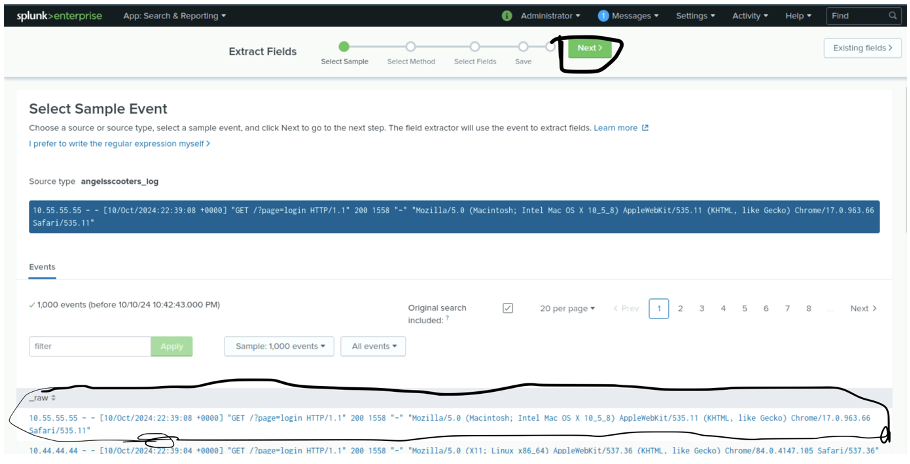 splunk>enterprise App: Search & Reporting ▾ i Administrator ▾ 1 Messages ▾ Settings ▾ Activity ▾ Help ▾ Find
Extract Fields Next > Existing fields >
Select Sample Select Method Select Fields Save
Select Sample Event
Choose a source or source type, select a sample event, and click Next to go to the next step. The field extractor will use the event to extract fields. Learn more
I prefer to write the regular expression myself >
Source type angelsscooters_log
10.55.55.55 - - [10/Oct/2024:22:39:08 +0000] "GET /?page=login HTTP/1.1" 200 1558 "-" "Mozilla/5.0 (Macintosh; Intel Mac OS X 10_5_8) AppleWebKit/535.11 (KHTML, like Gecko) Chrome/17.0.963.66
Safari/535.11"
Events
✓ 1,000 events (before 10/10/24 10:42:43.000 PM) Original search 20 per page ▾ < Prev 1 2 3 4 5 6 7 8 ... Next >
included: ?
filter Apply Sample: 1,000 events ▾ All events ▾
_raw
10.55.55.55 - - [10/Oct/2024:22:39:08 +0000] "GET /?page=login HTTP/1.1" 200 1558 "-" "Mozilla/5.0 (Macintosh; Intel Mac OS X 10_5_8) AppleWebKit/535.11 (KHTML, like Gecko) Chrome/17.0.963.66
Safari/535.11"
10.44.44.44 - - [10/Oct/2024:22:39:04 +0000] "GET /?page=login HTTP/1.1" 200 1558 "-" "Mozilla/5.0 (X11; Linux x86_64) AppleWebKit/537.36 (KHTML, like Gecko) Chrome/84.0.4147.105 Safari/537.36"